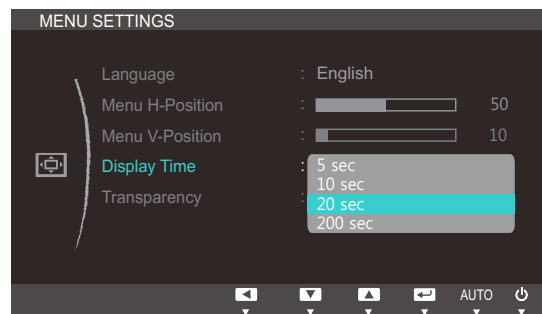 MENU SETTINGS
Language : English
Menu H-Position : 50
Menu V-Position : 10
Display Time : 5 sec
10 sec
20 sec
200 sec
Transparency :
AUTO